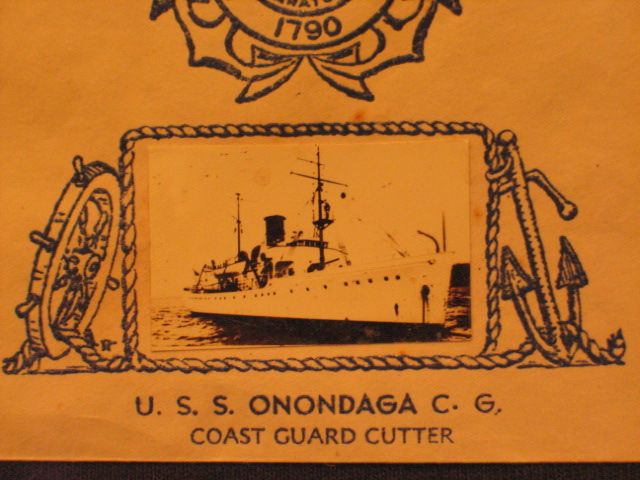 1790
U. S. S. ONONDAGA C. G.
COAST GUARD CUTTER